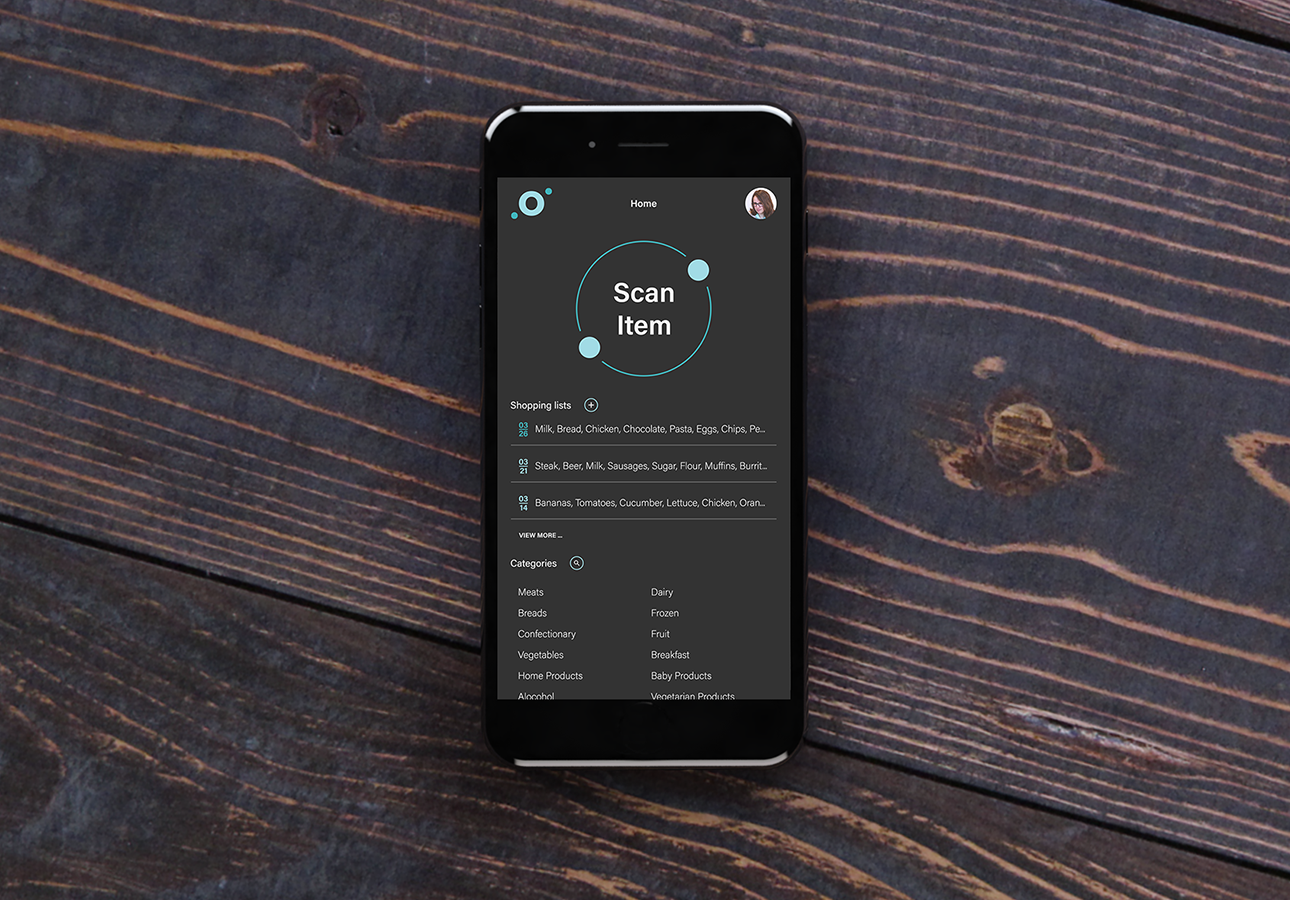 Home
Scan
Item
Shopping lists
03
26
Milk, Bread, Chicken, Chocolate, Pasta, Eggs, Chips, Pe...
03
21
Steak, Beer, Milk, Sausages, Sugar, Flour, Muffins, Burrit...
03
14
Bananas, Tomatoes, Cucumber, Lettuce, Chicken, Oran...
VIEW MORE ...
Categories
Meats Dairy
Breads Frozen
Confectionary Fruit
Vegetables Breakfast
Home Products Baby Products
Alocohol Vegetarian Products